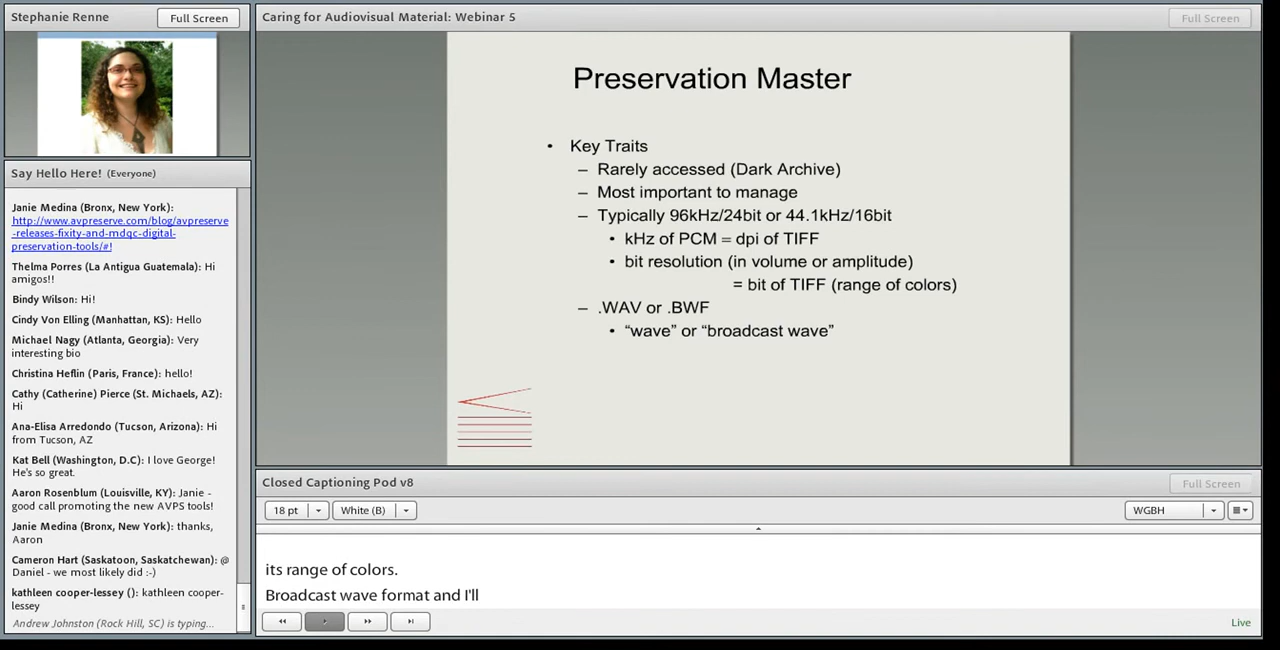 Stephanie Renne
Full Screen
Say Hello Here! (Everyone)
Janie Medina (Bronx, New York):
http://www.avpreserve.com/blog/avpreserve
-releases-fixity-and-mdqc-digital-
preservation-tools/#!
Thelma Porres (La Antigua Guatemala): Hi
amigos!!
Bindy Wilson: Hi!
Cindy Von Elling (Manhattan, KS): Hello
Michael Nagy (Atlanta, Georgia): Very
interesting bio
Christina Heflin (Paris, France): hello!
Cathy (Catherine) Pierce (St. Michaels, AZ):
Hi
Ana-Elisa Arredondo (Tucson, Arizona): Hi
from Tucson, AZ
Kat Bell (Washington, D.C): I love George!
He's so great.
Aaron Rosenblum (Louisville, KY): Janie -
good call promoting the new AVPS tools!
Janie Medina (Bronx, New York): thanks,
Aaron
Cameron Hart (Saskatoon, Saskatchewan): @
Daniel - we most likely did :-)
kathleen cooper-lessey (): kathleen cooper-
lessey
Andrew Johnston (Rock Hill, SC) is typing...
Caring for Audiovisual Material: Webinar 5
Full Screen
Preservation Master
• Key Traits
– Rarely accessed (Dark Archive)
– Most important to manage
– Typically 96kHz/24bit or 44.1kHz/16bit
• kHz of PCM = dpi of TIFF
• bit resolution (in volume or amplitude)
= bit of TIFF (range of colors)
– .WAV or .BWF
• “wave” or “broadcast wave”
Closed Captioning Pod v8
Full Screen
18 pt
White (B)
WGBH
its range of colors.
Broadcast wave format and I'll
Live